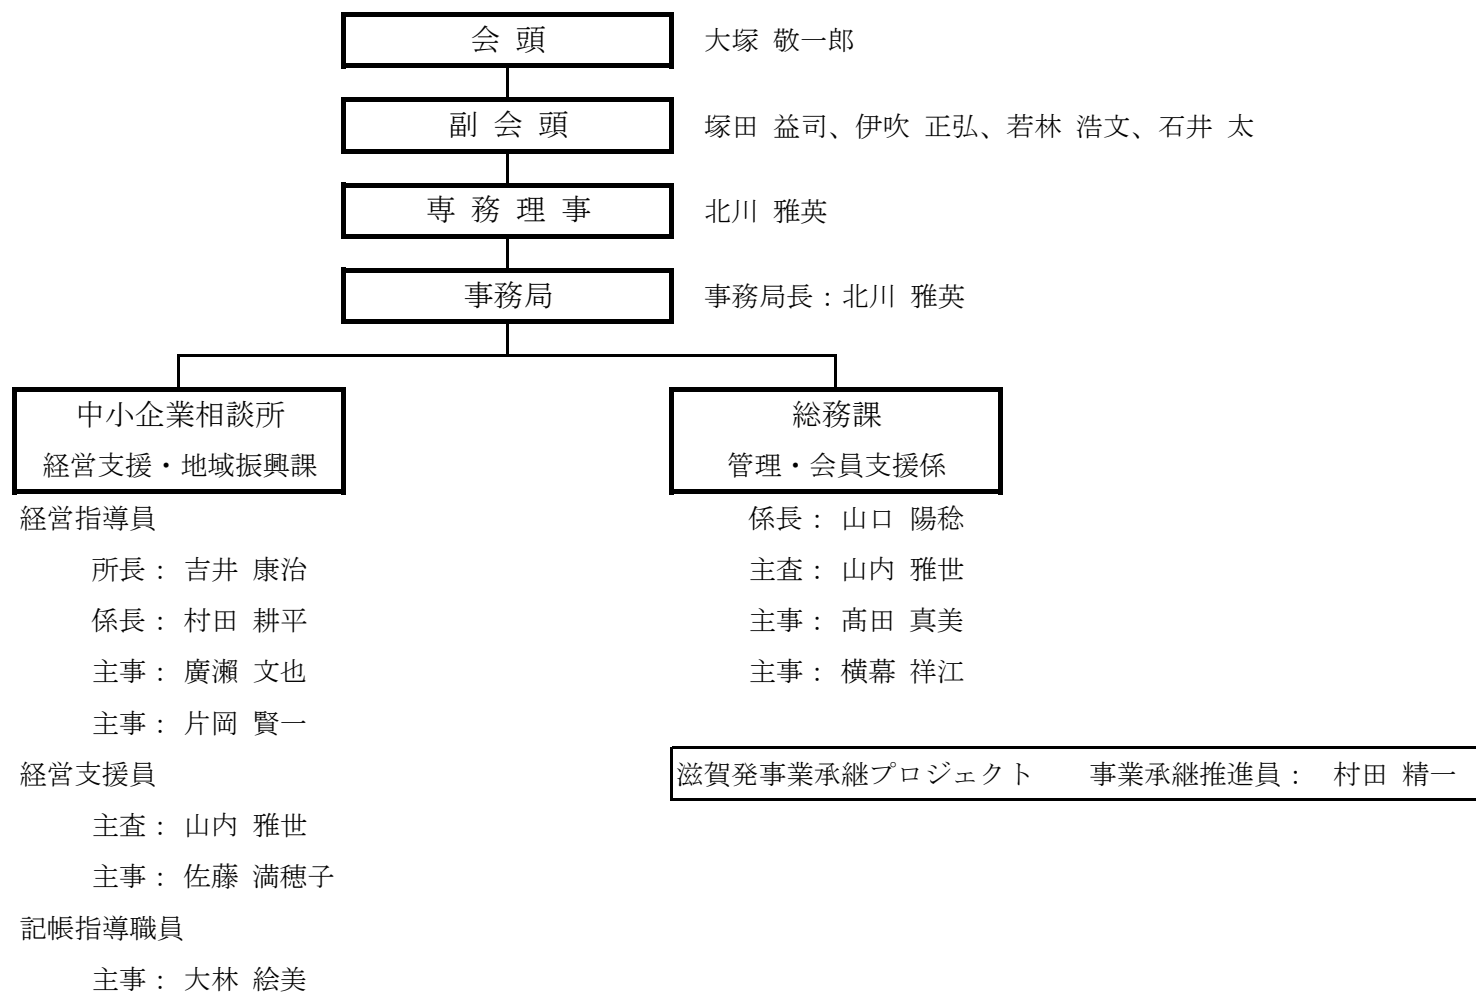 会 頭 大塚 敬一郎
副 会 頭 塚田 益司、伊吹 正弘、若林 浩文、石井 太
専 務 理 事 北川 雅英
事務局 事務局長：北川 雅英
中小企業相談所
経営支援・地域振興課
経営指導員
所長： 吉井 康治
係長： 村田 耕平
主事： 廣瀨 文也
主事： 片岡 賢一
経営支援員
主査： 山内 雅世
主事： 佐藤 満穂子
記帳指導職員
主事： 大林 絵美
総務課
管理・会員支援係
係長： 山口 陽稔
主査： 山内 雅世
主事： 髙田 真美
主事： 横幕 祥江
滋賀発事業承継プロジェクト 事業承継推進員： 村田 精一